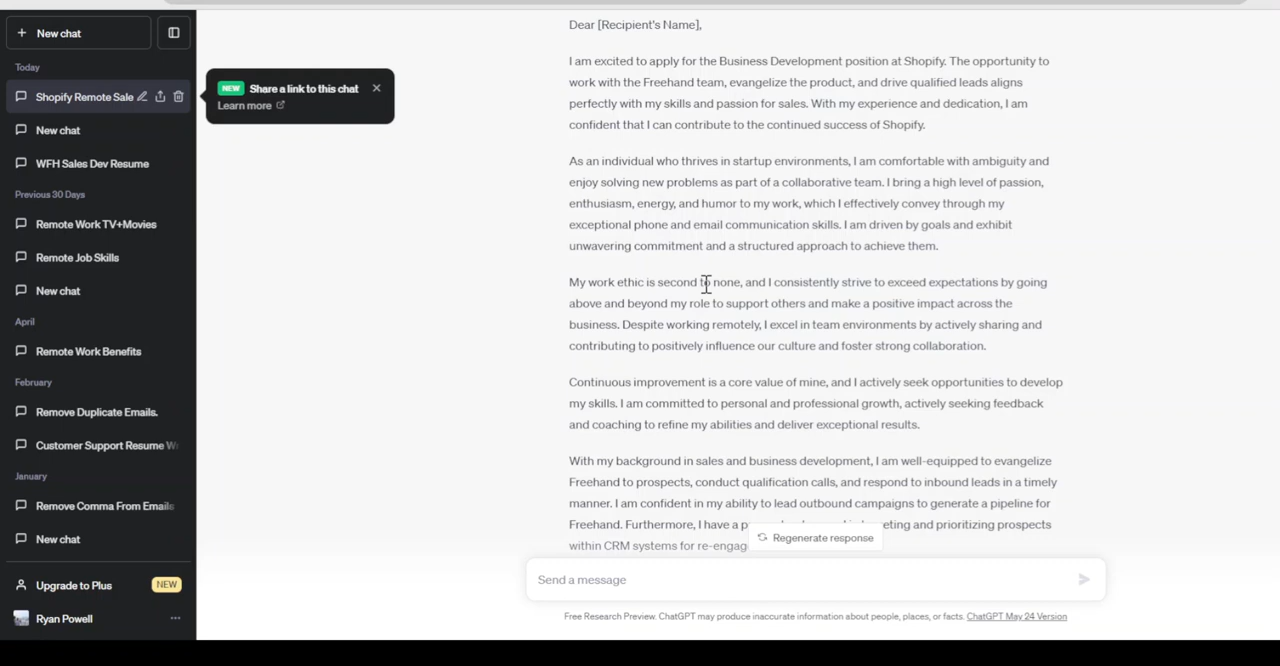 New chat
Today
Shopify Remote Sale
New chat
WFH Sales Dev Resume
Previous 30 Days
Remote Work TV+Movies
Remote Job Skills
New chat
April
Remote Work Benefits
February
Remove Duplicate Emails.
Customer Support Resume W
January
Remove Comma From Emails
New chat
Upgrade to Plus NEW
Ryan Powell
NEW Share a link to this chat
Learn more
Dear [Recipient's Name],
I am excited to apply for the Business Development position at Shopify. The opportunity to
work with the Freehand team, evangelize the product, and drive qualified leads aligns
perfectly with my skills and passion for sales. With my experience and dedication, I am
confident that I can contribute to the continued success of Shopify.
As an individual who thrives in startup environments, I am comfortable with ambiguity and
enjoy solving new problems as part of a collaborative team. I bring a high level of passion,
enthusiasm, energy, and humor to my work, which I effectively convey through my
exceptional phone and email communication skills. I am driven by goals and exhibit
unwavering commitment and a structured approach to achieve them.
My work ethic is second to none, and I consistently strive to exceed expectations by going
above and beyond my role to support others and make a positive impact across the
business. Despite working remotely, I excel in team environments by actively sharing and
contributing to positively influence our culture and foster strong collaboration.
Continuous improvement is a core value of mine, and I actively seek opportunities to develop
my skills. I am committed to personal and professional growth, actively seeking feedback
and coaching to refine my abilities and deliver exceptional results.
With my background in sales and business development, I am well-equipped to evangelize
Freehand to prospects, conduct qualification calls, and respond to inbound leads in a timely
manner. I am confident in my ability to lead outbound campaigns to generate a pipeline for
Freehand. Furthermore, I have a and prioritizing prospects
within CRM systems for re-engag
Regenerate response
Send a message
Free Research Preview. ChatGPT may produce inaccurate information about people, places, or facts. ChatGPT May 24 Version